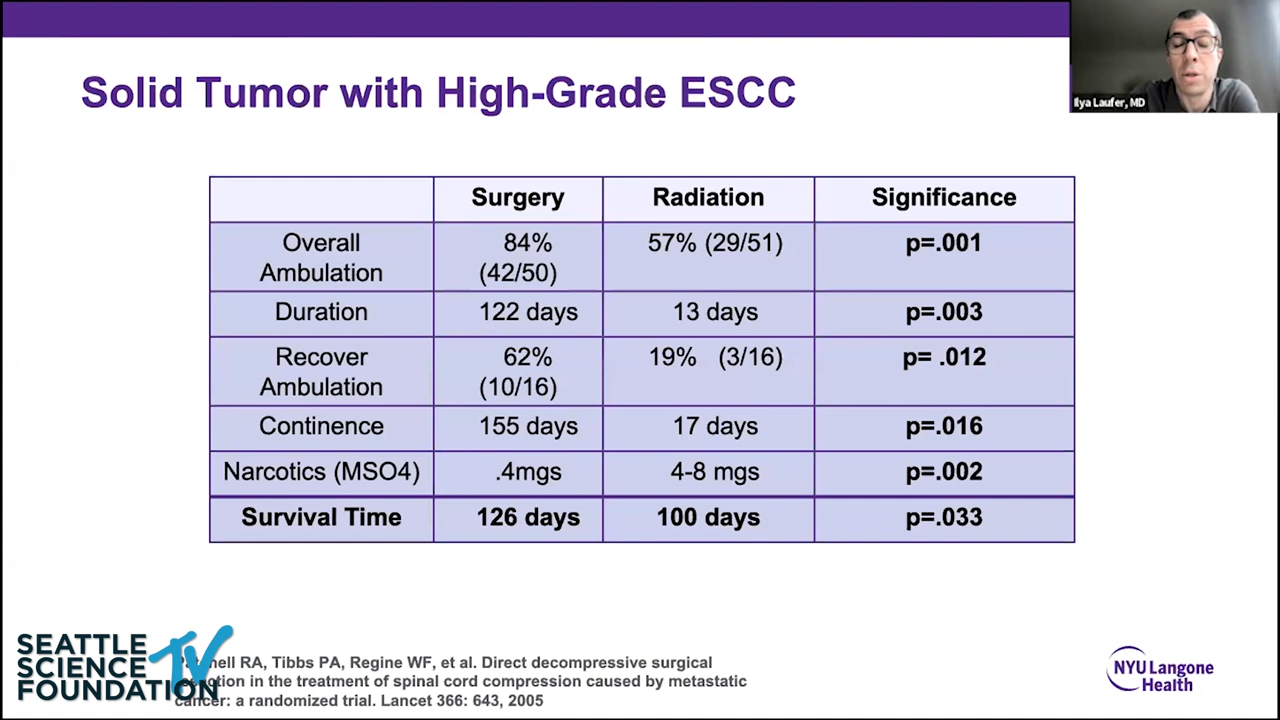 Solid Tumor with High-Grade ESCC
Ilya Laufer, MD
Surgery Radiation Significance
Overall Ambulation 84% (42/50) 57% (29/51) p=.001
Duration 122 days 13 days p=.003
Recover Ambulation 62% (10/16) 19% (3/16) p= .012
Continence 155 days 17 days p=.016
Narcotics (MSO4) .4mgs 4-8 mgs p=.002
Survival Time 126 days 100 days p=.033
SEATTLE
SCIENCE
FOUNDATION
TV
RA, Tibbs PA, Regine WF, et al. Direct decompressive surgical
in the treatment of spinal cord compression caused by metastatic
cancer: a randomized trial. Lancet 366: 643, 2005
NYU Langone
Health